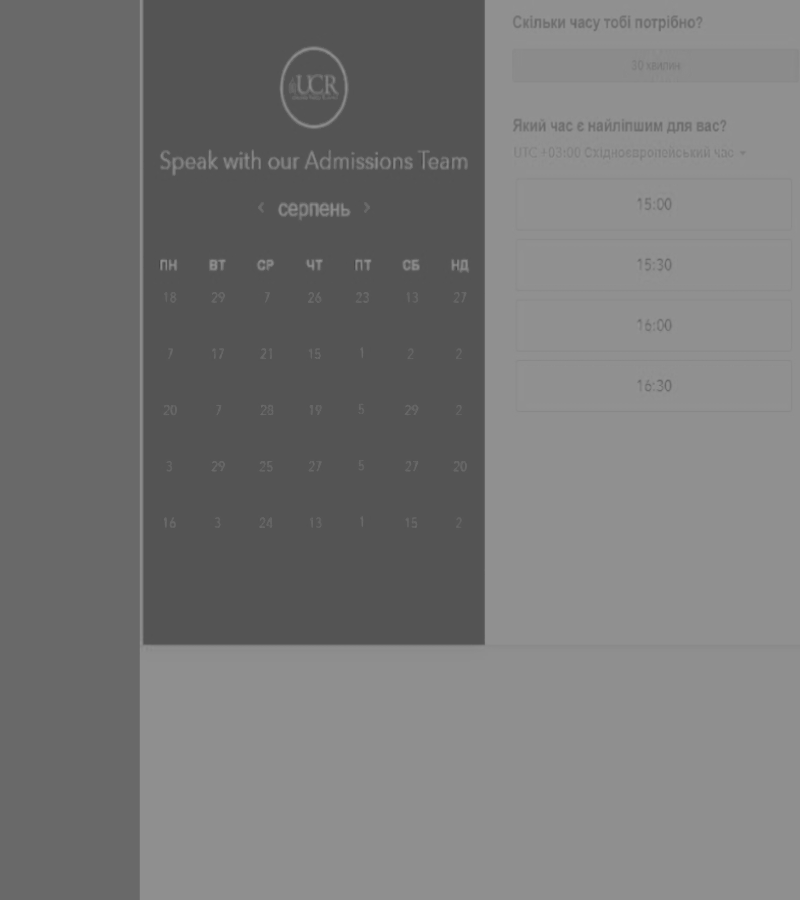 UCR
Speak with our Admissions Team
‹ серпень ›
ПН ВТ СР ЧТ ПТ СБ НД
18 29 7 26 23 13 27
7 17 21 15 1 2 2
20 7 28 19 5 29 2
3 29 25 27 5 27 20
16 3 24 13 1 15 2
Скільки часу тобі потрібно?
30 хвилин
Який час є найліпшим для вас?
UTC +03:00 Східноєвропейський час
15:00
15:30
16:00
16:30